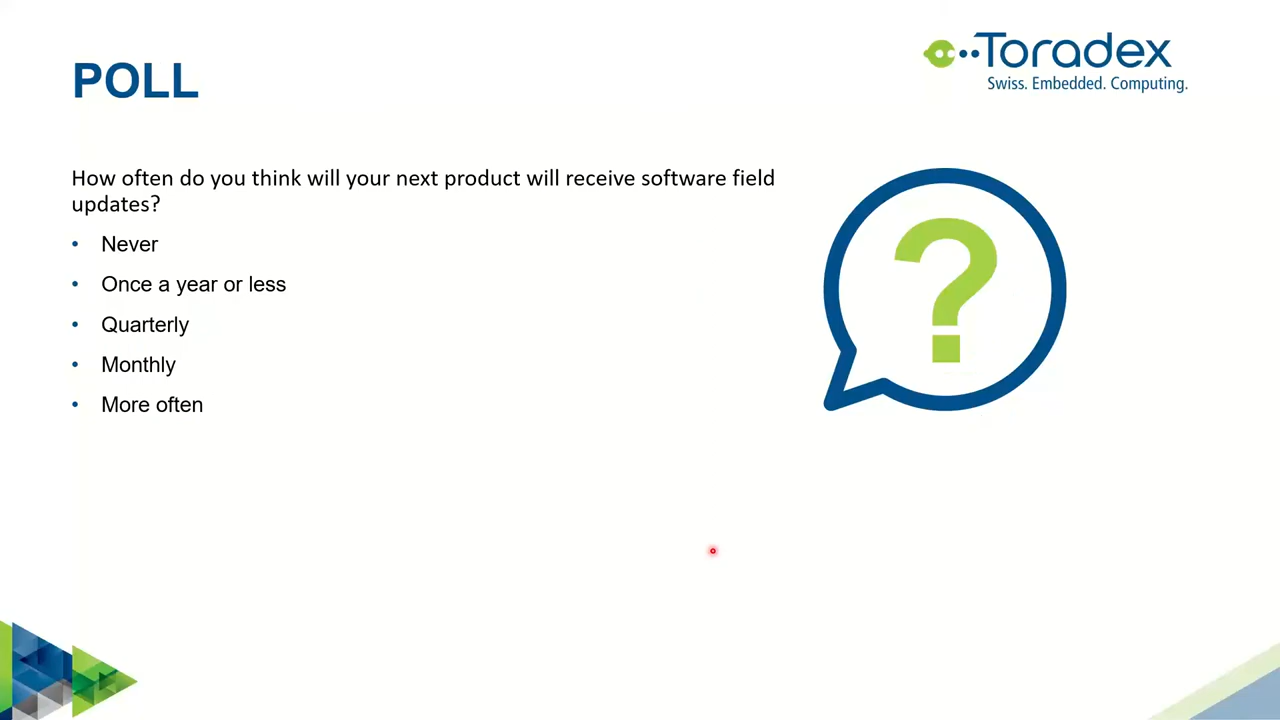 POLL
Toradex
Swiss. Embedded. Computing.
How often do you think will your next product will receive software field
updates?
• Never
• Once a year or less
• Quarterly
• Monthly
• More often
?